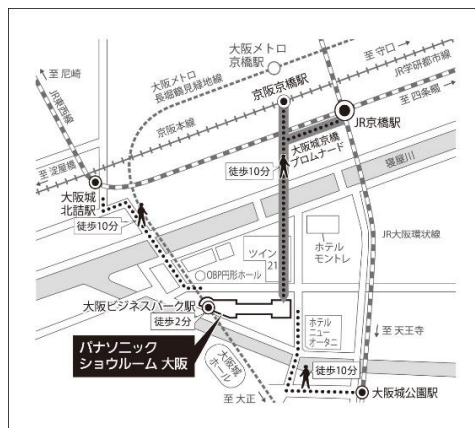 大阪メトロ
京橋駅
至 守口
至 尼崎
大阪メトロ
長堀鶴見緑地線
京阪京橋駅
JR学研都市線
至 四条畷
JR東西線
京阪本線
JR京橋駅
大阪城京橋
プロムナード
至 淀屋橋
大阪城
北詰駅
徒歩10分
寝屋川
徒歩10分
ツイン
21
ホテル
モントレ
JR大阪環状線
OBP円形ホール
大阪ビジネスパーク駅
徒歩2分
パナソニック
ショウルーム 大阪
ホテル
ニュー
オータニ
至 天王寺
大阪城
ホール
徒歩10分
大阪城公園駅
至 大正